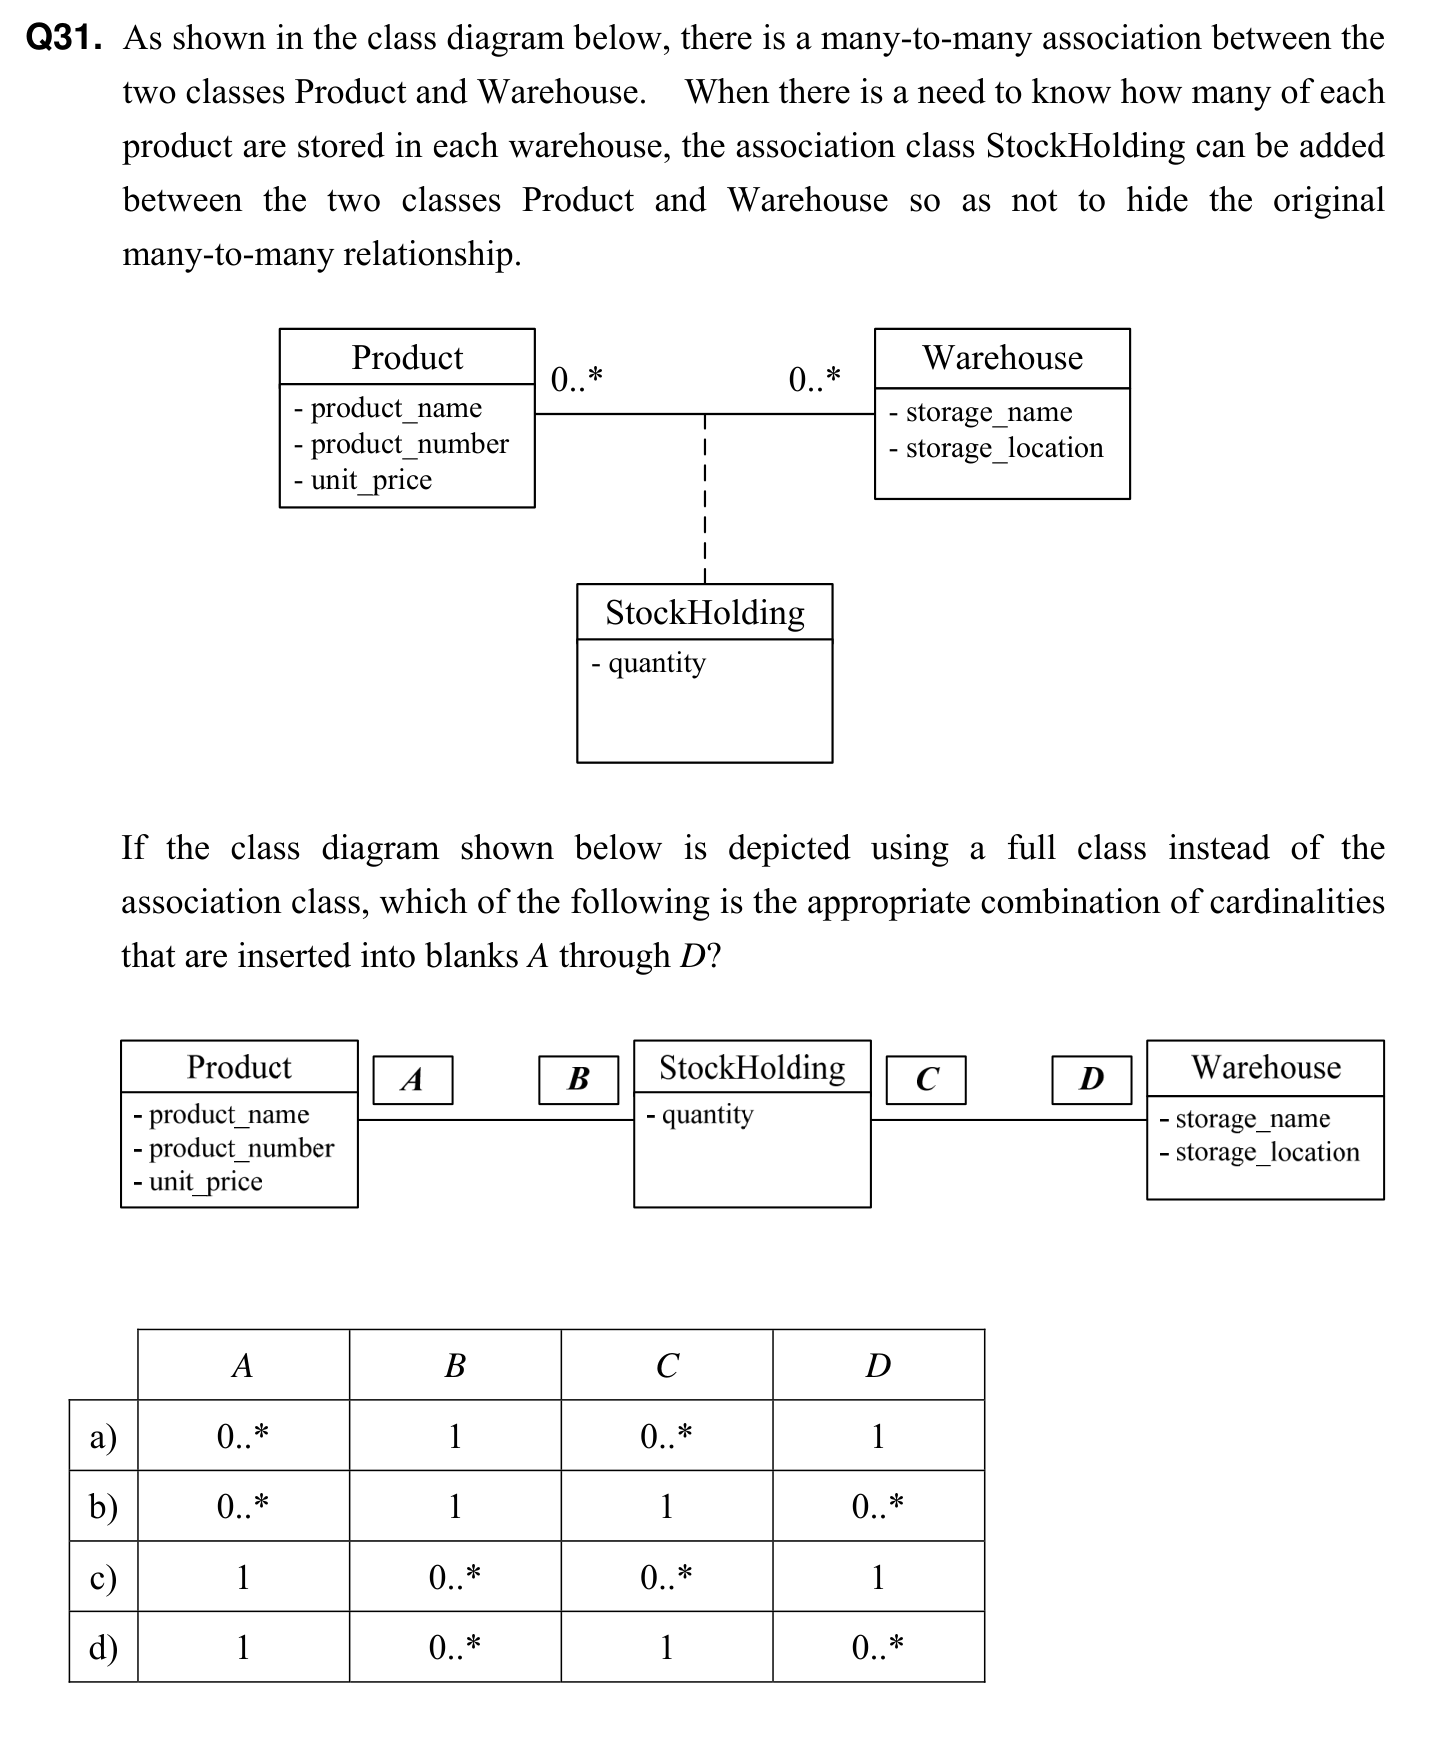 Q31. As shown in the class diagram below, there is a many-to-many association between the
two classes Product and Warehouse. When there is a need to know how many of each
product are stored in each warehouse, the association class StockHolding can be added
between the two classes Product and Warehouse so as not to hide the original
many-to-many relationship.
Product 0..* 0..* Warehouse
- product_name - storage_name
- product_number - storage_location
- unit_price
StockHolding
- quantity
If the class diagram shown below is depicted using a full class instead of the
association class, which of the following is the appropriate combination of cardinalities
that are inserted into blanks A through D?
Product A B StockHolding C D Warehouse
- product_name - quantity - storage_name
- product_number - storage_location
- unit_price
A B C D
a) 0..* 1 0..* 1
b) 0..* 1 1 0..*
c) 1 0..* 0..* 1
d) 1 0..* 1 0..*